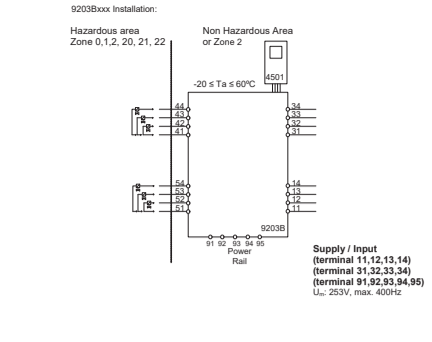 9203Bxxx Installation:
Hazardous area
Zone 0,1,2, 20, 21, 22
Non Hazardous Area
or Zone 2
4501
-20 ≤ Ta ≤ 60ºC
44
43
42
41
34
33
32
31
54
53
52
51
14
13
12
11
9203B
91 92 93 94 95
Power
Rail
Supply / Input
(terminal 11,12,13,14)
(terminal 31,32,33,34)
(terminal 91,92,93,94,95)
Um: 253V, max. 400Hz